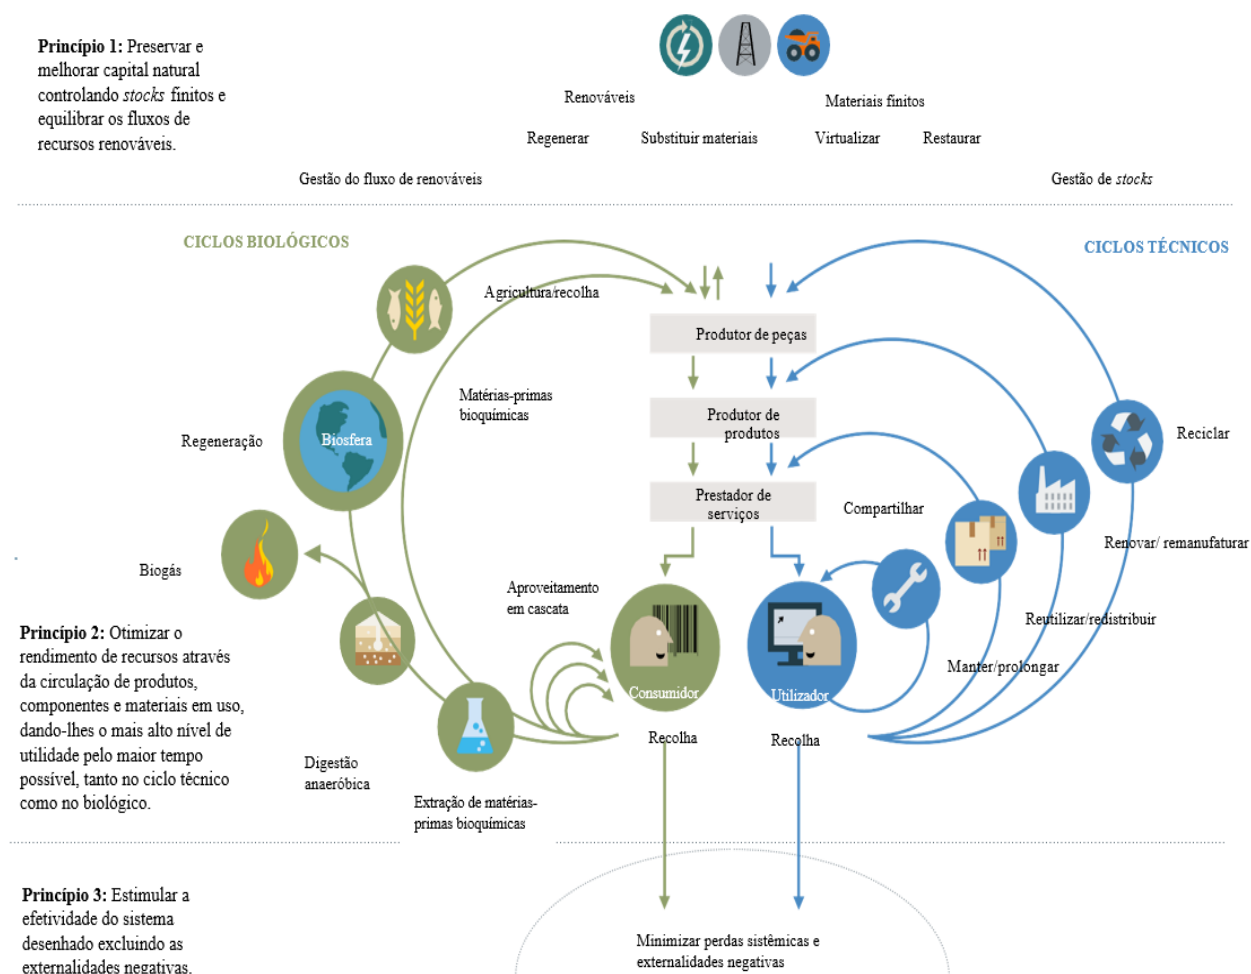 Princípio 1: Preservar e
melhorar capital natural
controlando stocks fínitos e
equilibrar os fluxos de
recursos renováveis.
Renováveis
Materiais fínitos
Regenerar
Substituir materiais
Virtualizar
Restaurar
Gestão do fluxo de renováveis
Gestão de stocks
CICLOS BIOLÓGICOS
CICLOS TÉCNICOS
Agricultura/recolha
Produtor de peças
Matérias-primas
bioquímicas
Produtor de
produtos
Regeneração
Biosfera
Reciclar
Prestador de
serviços
Compartilhar
Renovar/ remanufaturar
Biogás
Aproveitamento
em cascata
Reutilizar/redistribuir
Princípio 2: Otimizar o
rendimento de recursos através
da circulação de produtos,
componentes e materiais em uso,
dando-lhes o mais alto nível de
utilidade pelo maior tempo
possível, tanto no ciclo técnico
como no biológico.
Manter/prolongar
Consumidor
Utilizador
Recolha
Recolha
Digestão
anaeróbica
Extração de matérias-
primas bioquímicas
Princípio 3: Estimular a
efetividade do sistema
desenhado excluindo as
externalidades negativas.
Minimizar perdas sistêmicas e
externalidades negativas